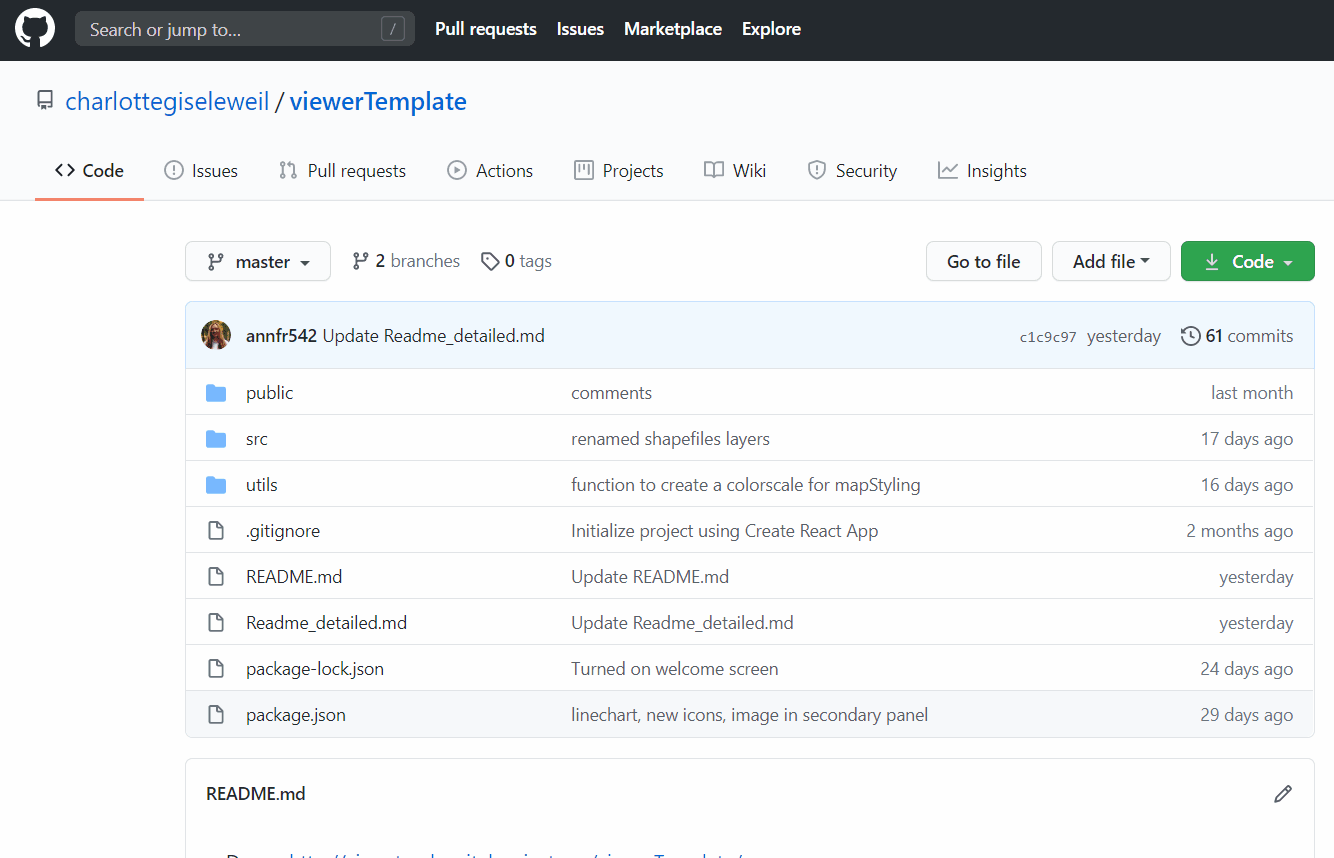 Search or jump to... /
Pull requests Issues Marketplace Explore
charlottegiseleweil / viewerTemplate
Code Issues Pull requests Actions Projects Wiki Security Insights
master 2 branches 0 tags Go to file Add file Code
annfr542 Update Readme_detailed.md c1c9c97 yesterday 61 commits
public comments last month
src renamed shapefiles layers 17 days ago
utils function to create a colorscale for mapStyling 16 days ago
.gitignore Initialize project using Create React App 2 months ago
README.md Update README.md yesterday
Readme_detailed.md Update Readme_detailed.md yesterday
package-lock.json Turned on welcome screen 24 days ago
package.json linechart, new icons, image in secondary panel 29 days ago
README.md